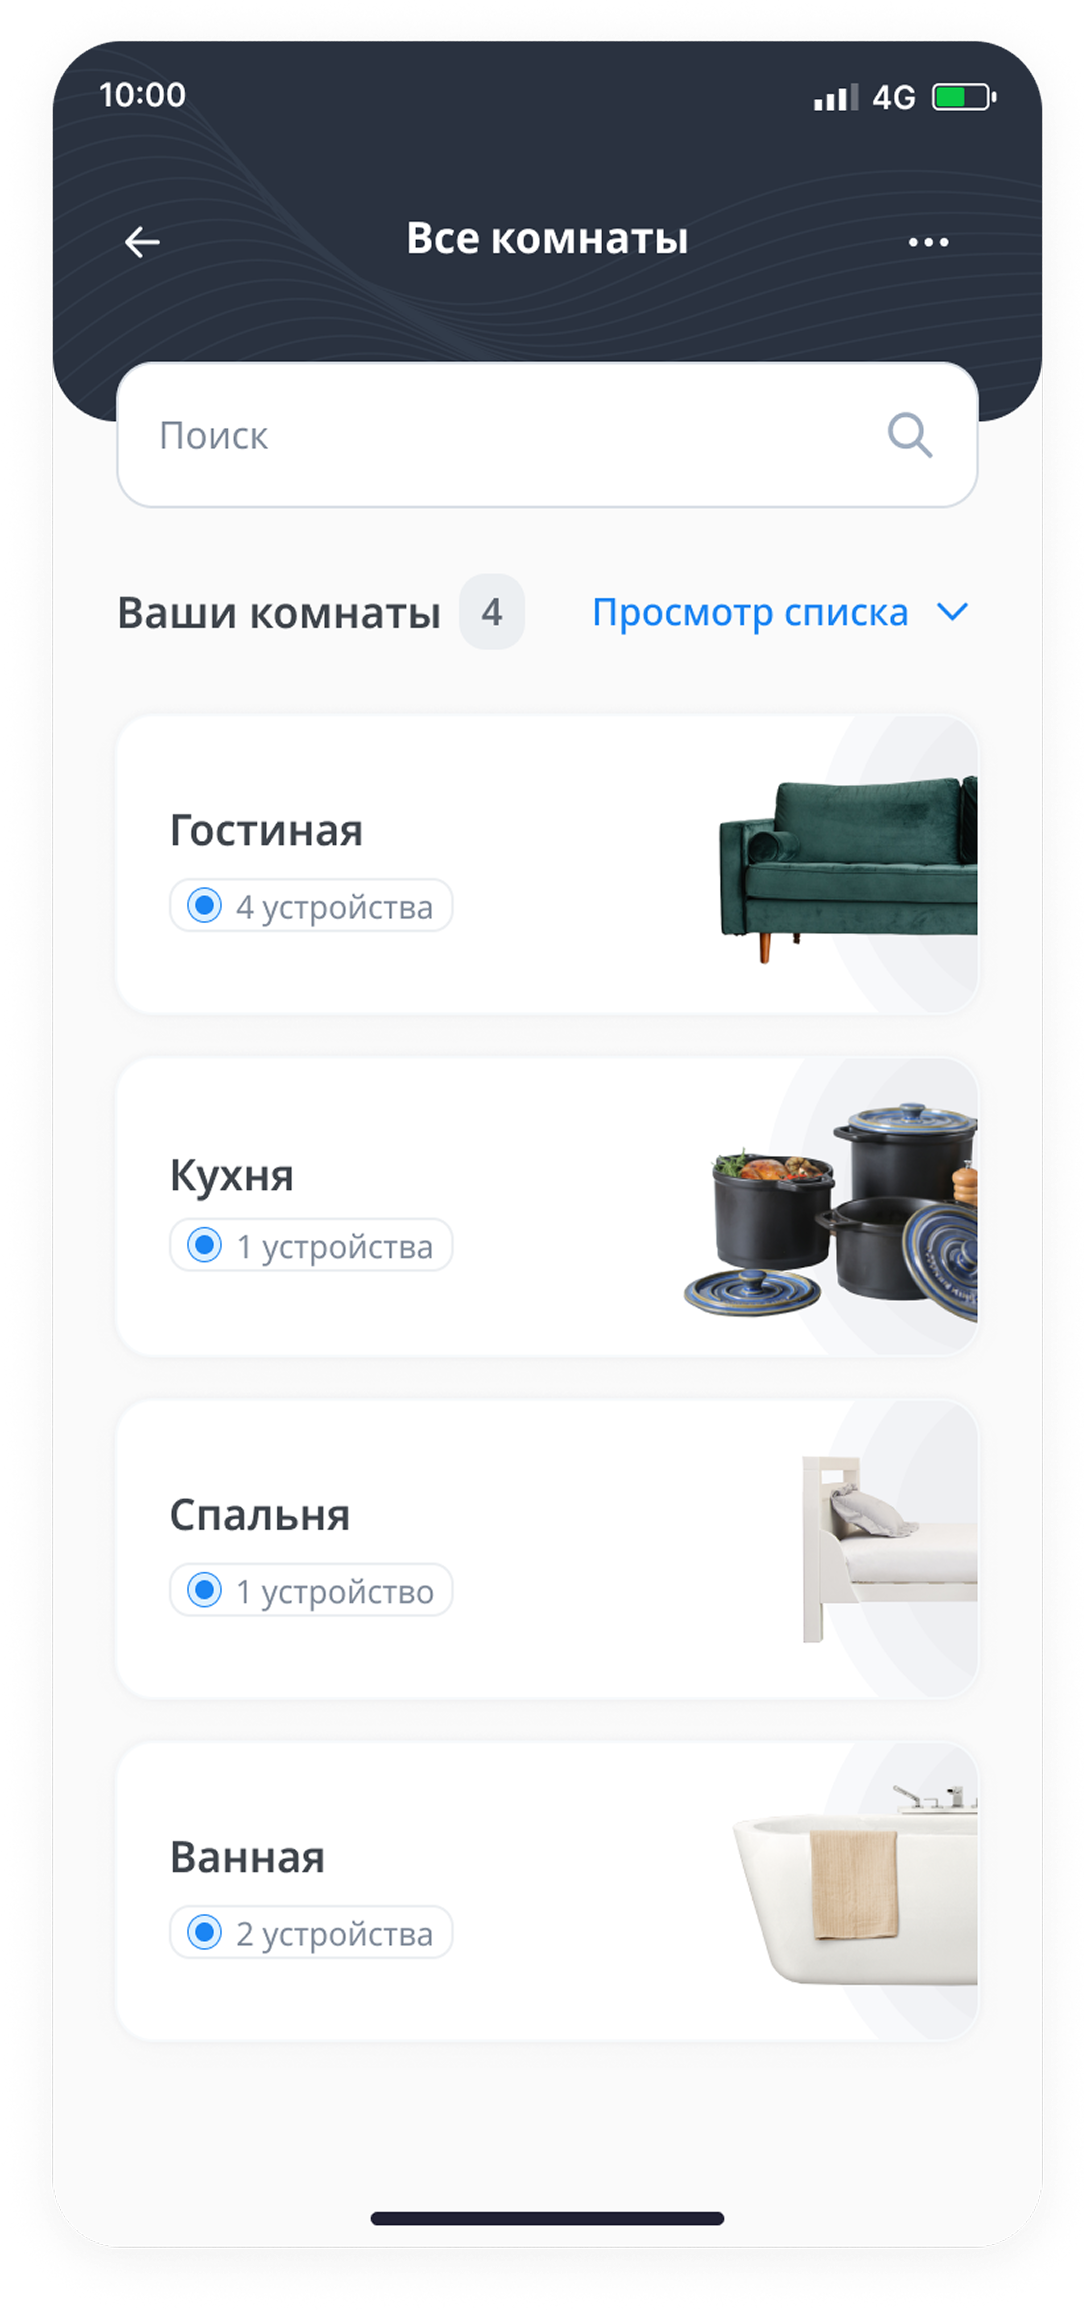 10:00
4G
Все комнаты
Поиск
Ваши комнаты 4 Просмотр списка
Гостиная
4 устройства
Кухня
1 устройства
Спальня
1 устройство
Ванная
2 устройства